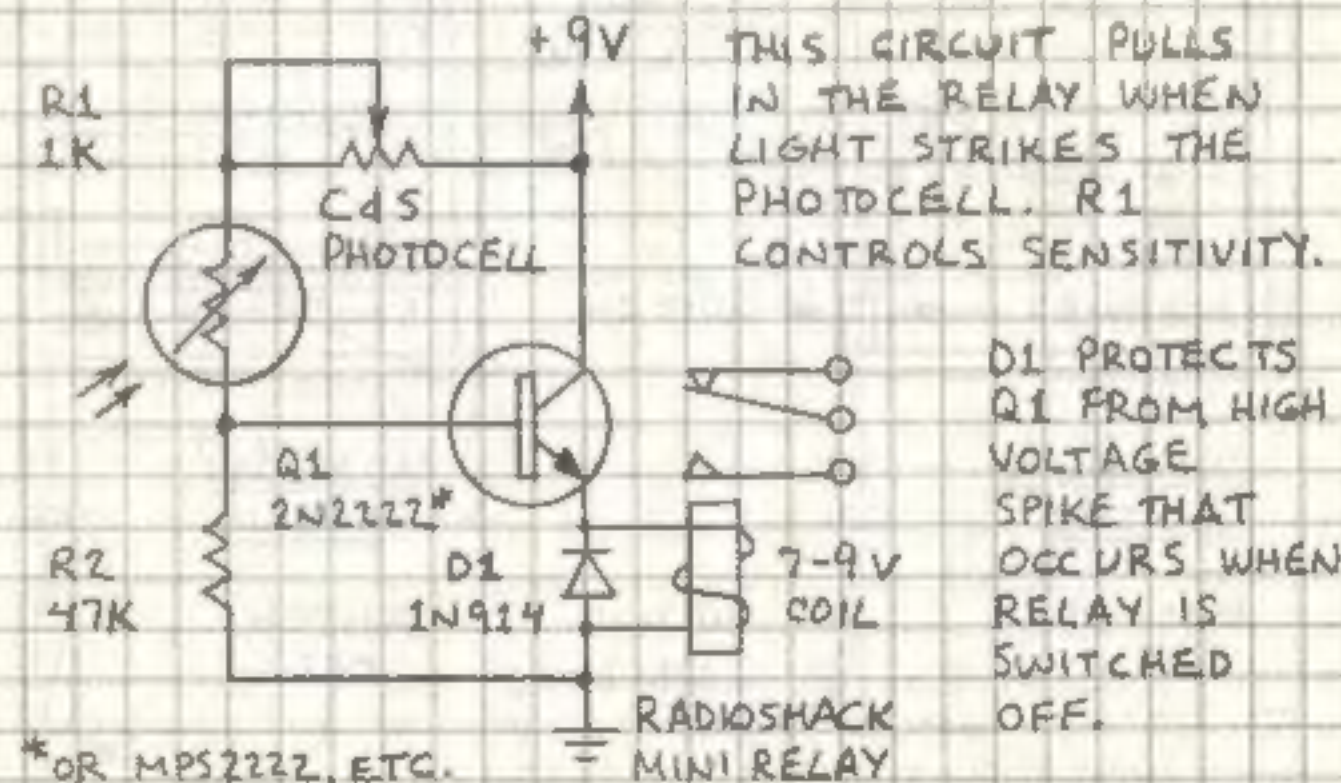 +9V
R1
1K
CdS
PHOTOCELL
THIS CIRCUIT PULLS
IN THE RELAY WHEN
LIGHT STRIKES THE
PHOTOCELL. R1
CONTROLS SENSITIVITY.
Q1
2N2222*
R2
47K
D1
1N914
7-9V
COIL
D1 PROTECTS
Q1 FROM HIGH
VOLTAGE
SPIKE THAT
OCCURS WHEN
RELAY IS
SWITCHED
OFF.
RADIOSHACK
MINI RELAY
*OR MPS2222, ETC.